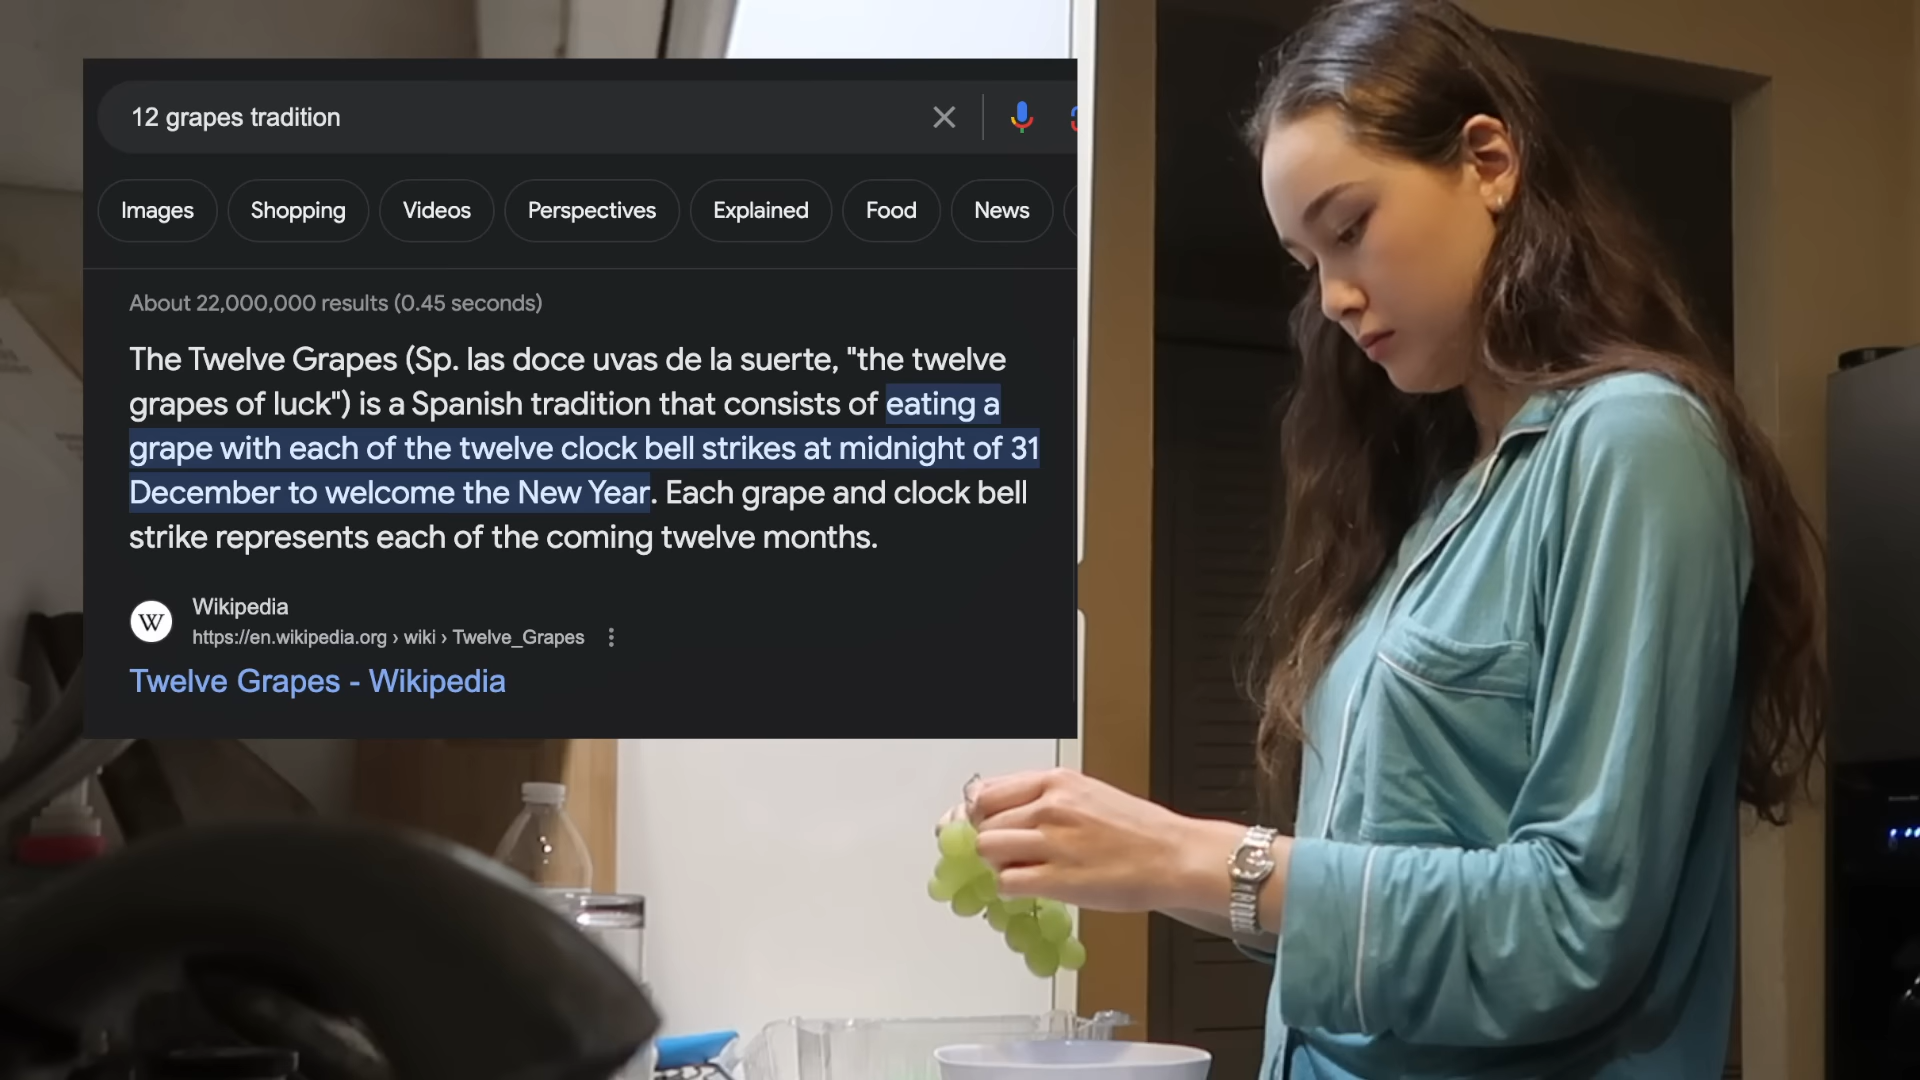 12 grapes tradition
Images Shopping Videos Perspectives Explained Food News
About 22,000,000 results (0.45 seconds)
The Twelve Grapes (Sp. las doce uvas de la suerte, "the twelve
grapes of luck") is a Spanish tradition that consists of eating a
grape with each of the twelve clock bell strikes at midnight of 31
December to welcome the New Year. Each grape and clock bell
strike represents each of the coming twelve months.
W
Wikipedia
https://en.wikipedia.org › wiki › Twelve_Grapes
Twelve Grapes - Wikipedia